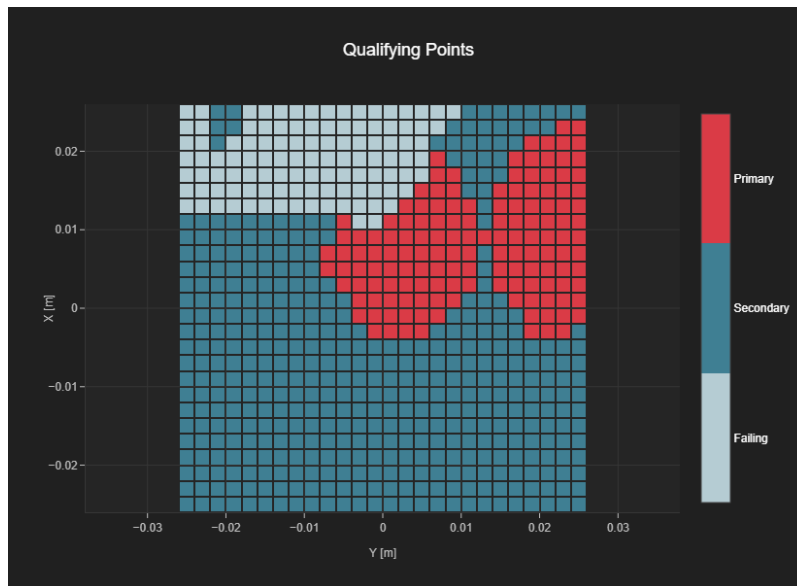 Qualifying Points
Primary
Secondary
Failing
0.02
0.01
0
−0.01
−0.02
X [m]
−0.03
−0.02
−0.01
0
0.01
0.02
0.03
Y [m]